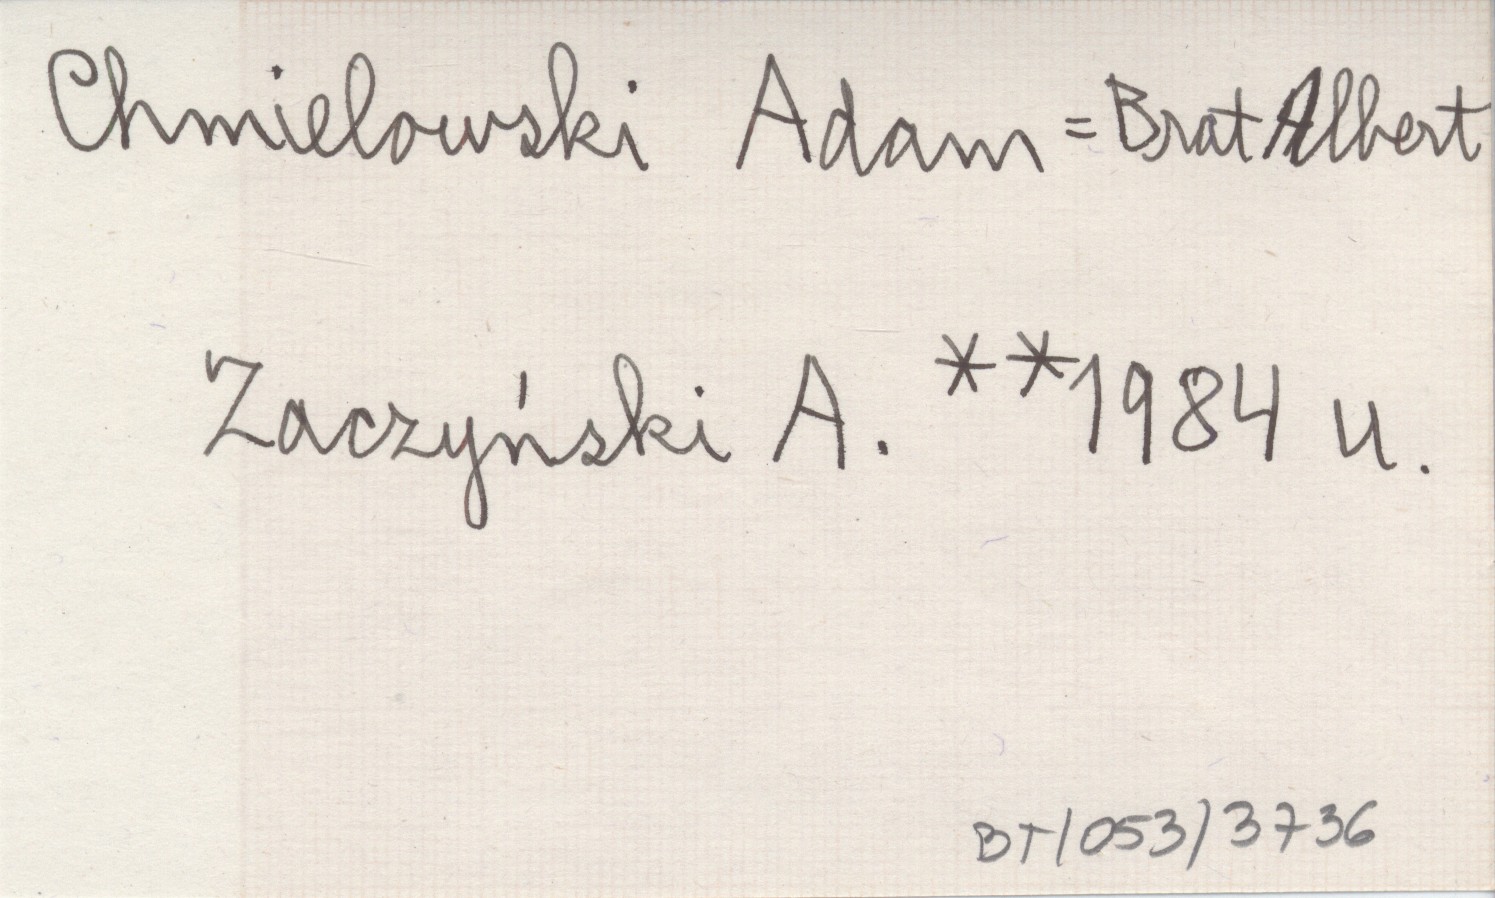 Chmielowski Adam = Brat Albert
Zaczyński A. **1984 u.
BT/053/3736